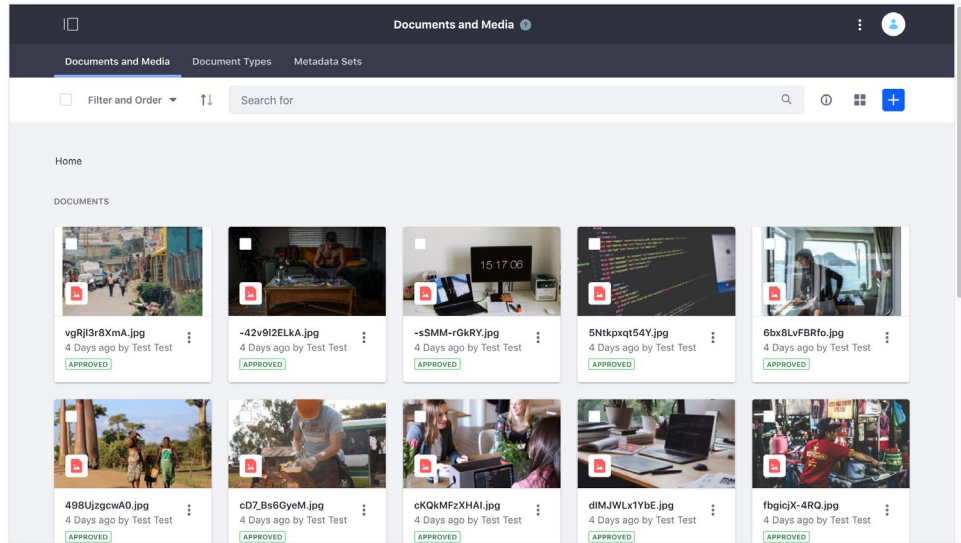 Documents and Media ?
Documents and Media Document Types Metadata Sets
Filter and Order Search for
Home
DOCUMENTS
15:17:06
vgRjl3r8XmA.jpg
4 Days ago by Test Test
APPROVED
-42v9I2ELkA.jpg
4 Days ago by Test Test
APPROVED
-sSMM-rGkRY.jpg
4 Days ago by Test Test
APPROVED
5Ntkpxqt54Y.jpg
4 Days ago by Test Test
APPROVED
6bx8LvFBRfo.jpg
4 Days ago by Test Test
APPROVED
498UjzgcwA0.jpg
4 Days ago by Test Test
APPROVED
cD7_Bs6GyeM.jpg
4 Days ago by Test Test
APPROVED
cKQkMFzXHAI.jpg
4 Days ago by Test Test
APPROVED
dIMJWLx1YbE.jpg
4 Days ago by Test Test
APPROVED
fbgicjX-4RQ.jpg
4 Days ago by Test Test
APPROVED